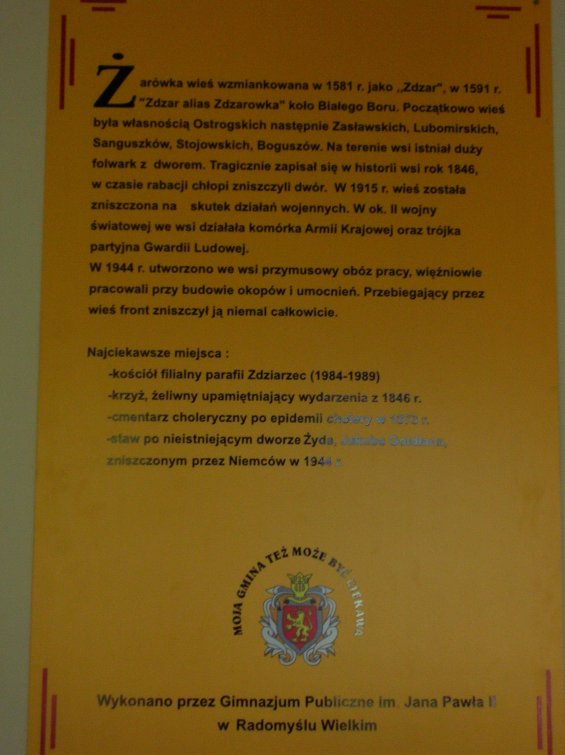 Żarówka wieś wzmiankowana w 1581 r. jako ,,Zdzar", w 1591 r.
"Zdzar alias Zdzarowka" koło Białego Boru. Początkowo wieś
była własnością Ostrogskich następnie Zasławskich, Lubomirskich,
Sanguszków, Stojowskich, Boguszów. Na terenie wsi istniał duży
folwark z dworem. Tragicznie zapisał się w historii wsi rok 1846,
w czasie rabacji chłopi zniszczyli dwór. W 1915 r. wieś została
zniszczona na skutek działań wojennych. W ok. II wojny
światowej we wsi działała komórka Armii Krajowej oraz trójka
partyjna Gwardii Ludowej.
W 1944 r. utworzono we wsi przymusowy obóz pracy, więźniowie
pracowali przy budowie okopów i umocnień. Przebiegający przez
wieś front zniszczył ją niemal całkowicie.
Najciekawsze miejsca :
-kościół filialny parafii Zdziarzec (1984-1989)
-krzyż, żeliwny upamiętniający wydarzenia z 1846 r.
-cmentarz choleryczny po epidemii cholery w 1873 r.
-staw po nieistniejącym dworze Żyda, Jakuba
zniszczonym przez Niemców w 1944 r.
MOJA GMINA TEŻ MOŻE BYĆ CIEKAWA
Wykonano przez Gimnazjum Publiczne im. Jana Pawła II
w Radomyślu Wielkim